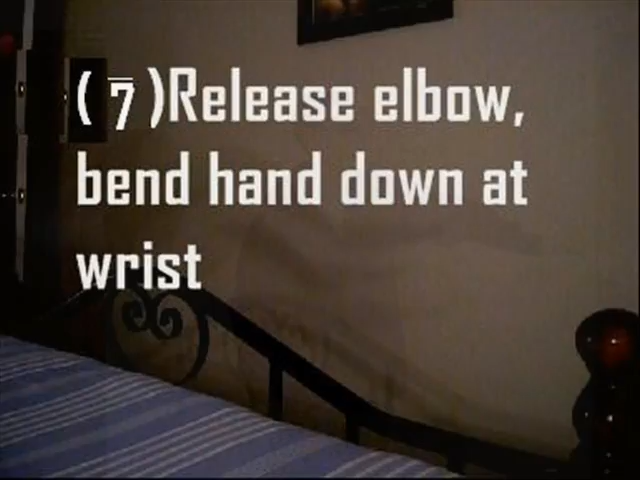 (7)Release elbow,
bend hand down at
wrist